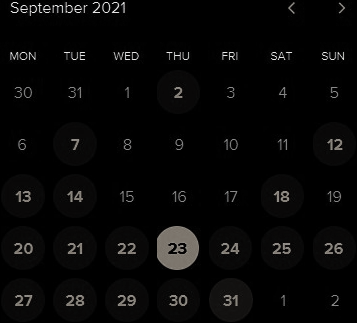 September 2021 < >
MON TUE WED THU FRI SAT SUN
30 31 1 2 3 4 5
6 7 8 9 10 11 12
13 14 15 16 17 18 19
20 21 22 23 24 25 26
27 28 29 30 31 1 2